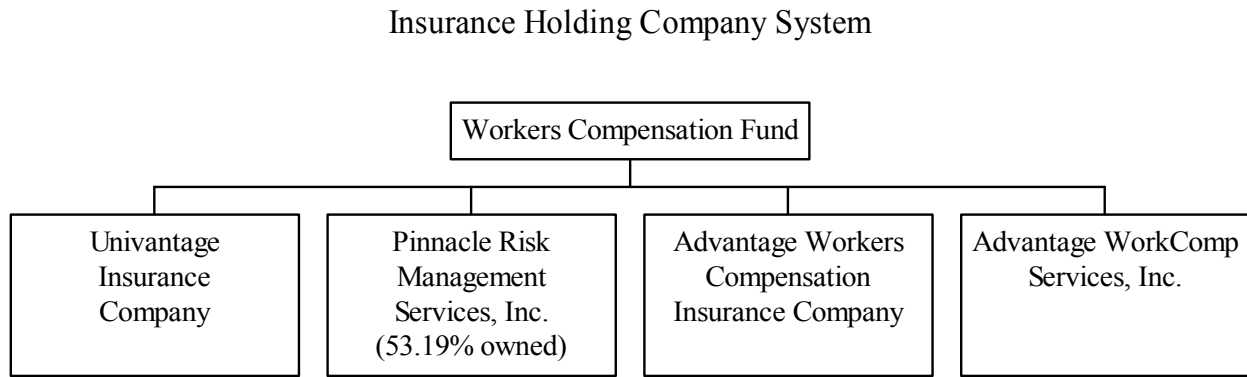 Insurance Holding Company System
Workers Compensation Fund
Univantage
Insurance
Company
Pinnacle Risk
Management
Services, Inc.
(53.19% owned)
Advantage Workers
Compensation
Insurance Company
Advantage WorkComp
Services, Inc.